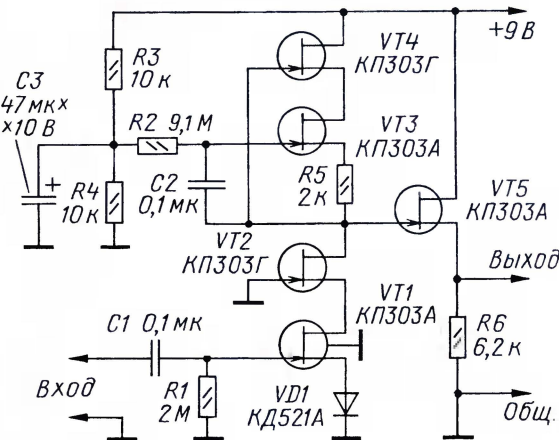 +9 В
C3
47 мк×
×10 В
R3
10 к
VT4
КП303Г
R2 9,1 М
VT3
КП303А
C2
0,1 мк
R5
2 к
R4
10 к
VT5
КП303А
VT2
КП303Г
Выход
C1 0,1 мк
VT1
КП303А
R6
6,2 к
Вход
R1
2 М
VD1
КД521А
Общ.